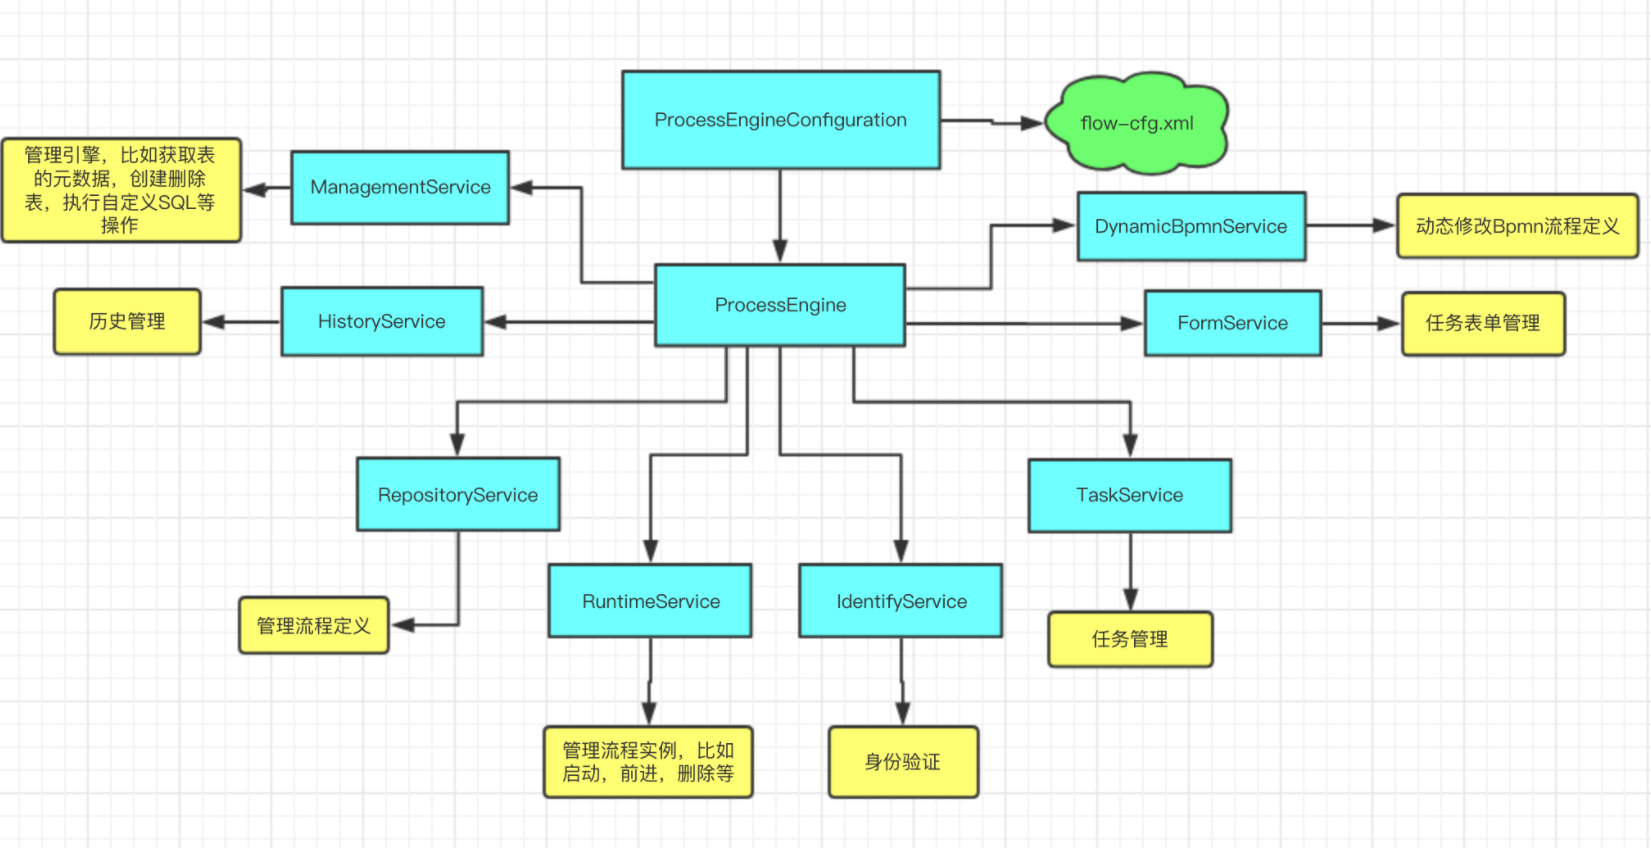 ProcessEngineConfiguration
flow-cfg.xml
管理引擎，比如获取表
的元数据，创建删除
表，执行自定义SQL等
操作
ManagementService
DynamicBpmnService
动态修改Bpmn流程定义
ProcessEngine
历史管理
HistoryService
FormService
任务表单管理
RepositoryService
TaskService
RuntimeService
IdentifyService
管理流程定义
任务管理
管理流程实例，比如
启动，前进，删除等
身份验证